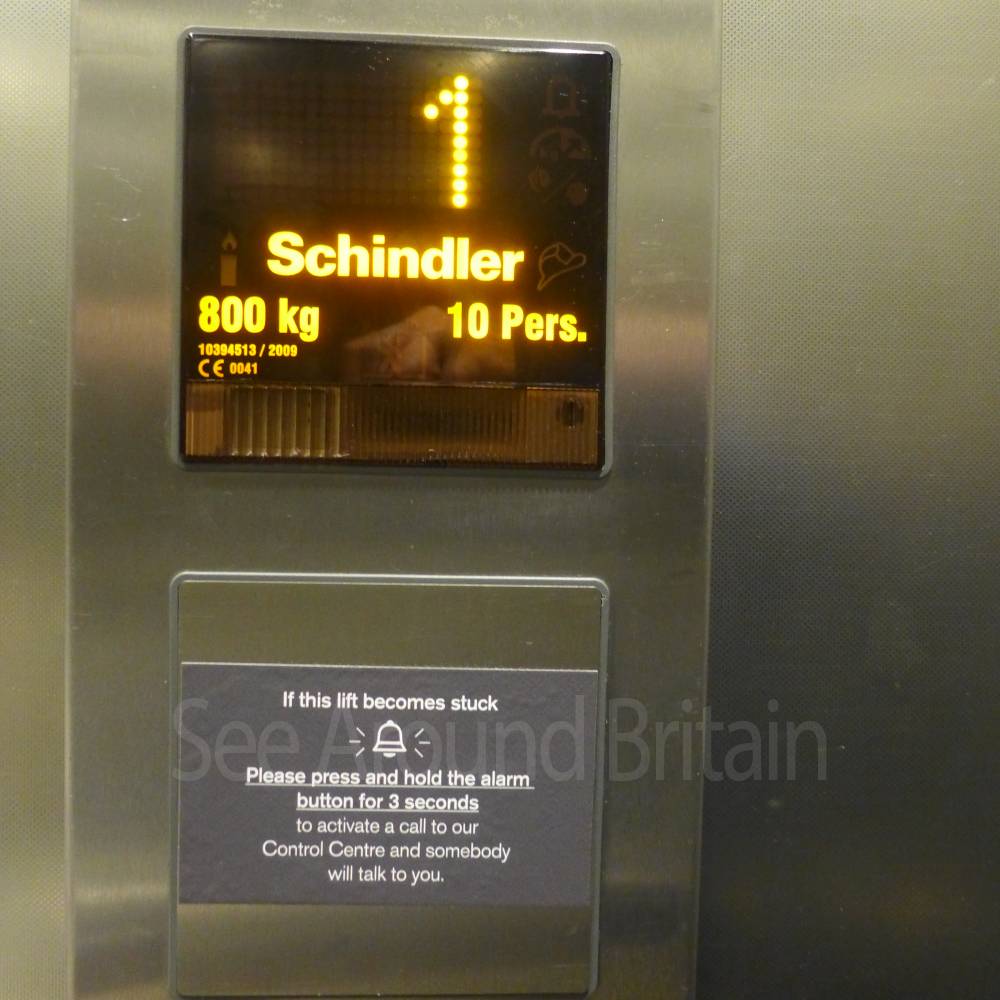 1
Schindler
800 kg 10 Pers.
10394513 / 2009
CE 0041
If this lift becomes stuck
See Around Britain
Please press and hold the alarm
button for 3 seconds
to activate a call to our
Control Centre and somebody
will talk to you.